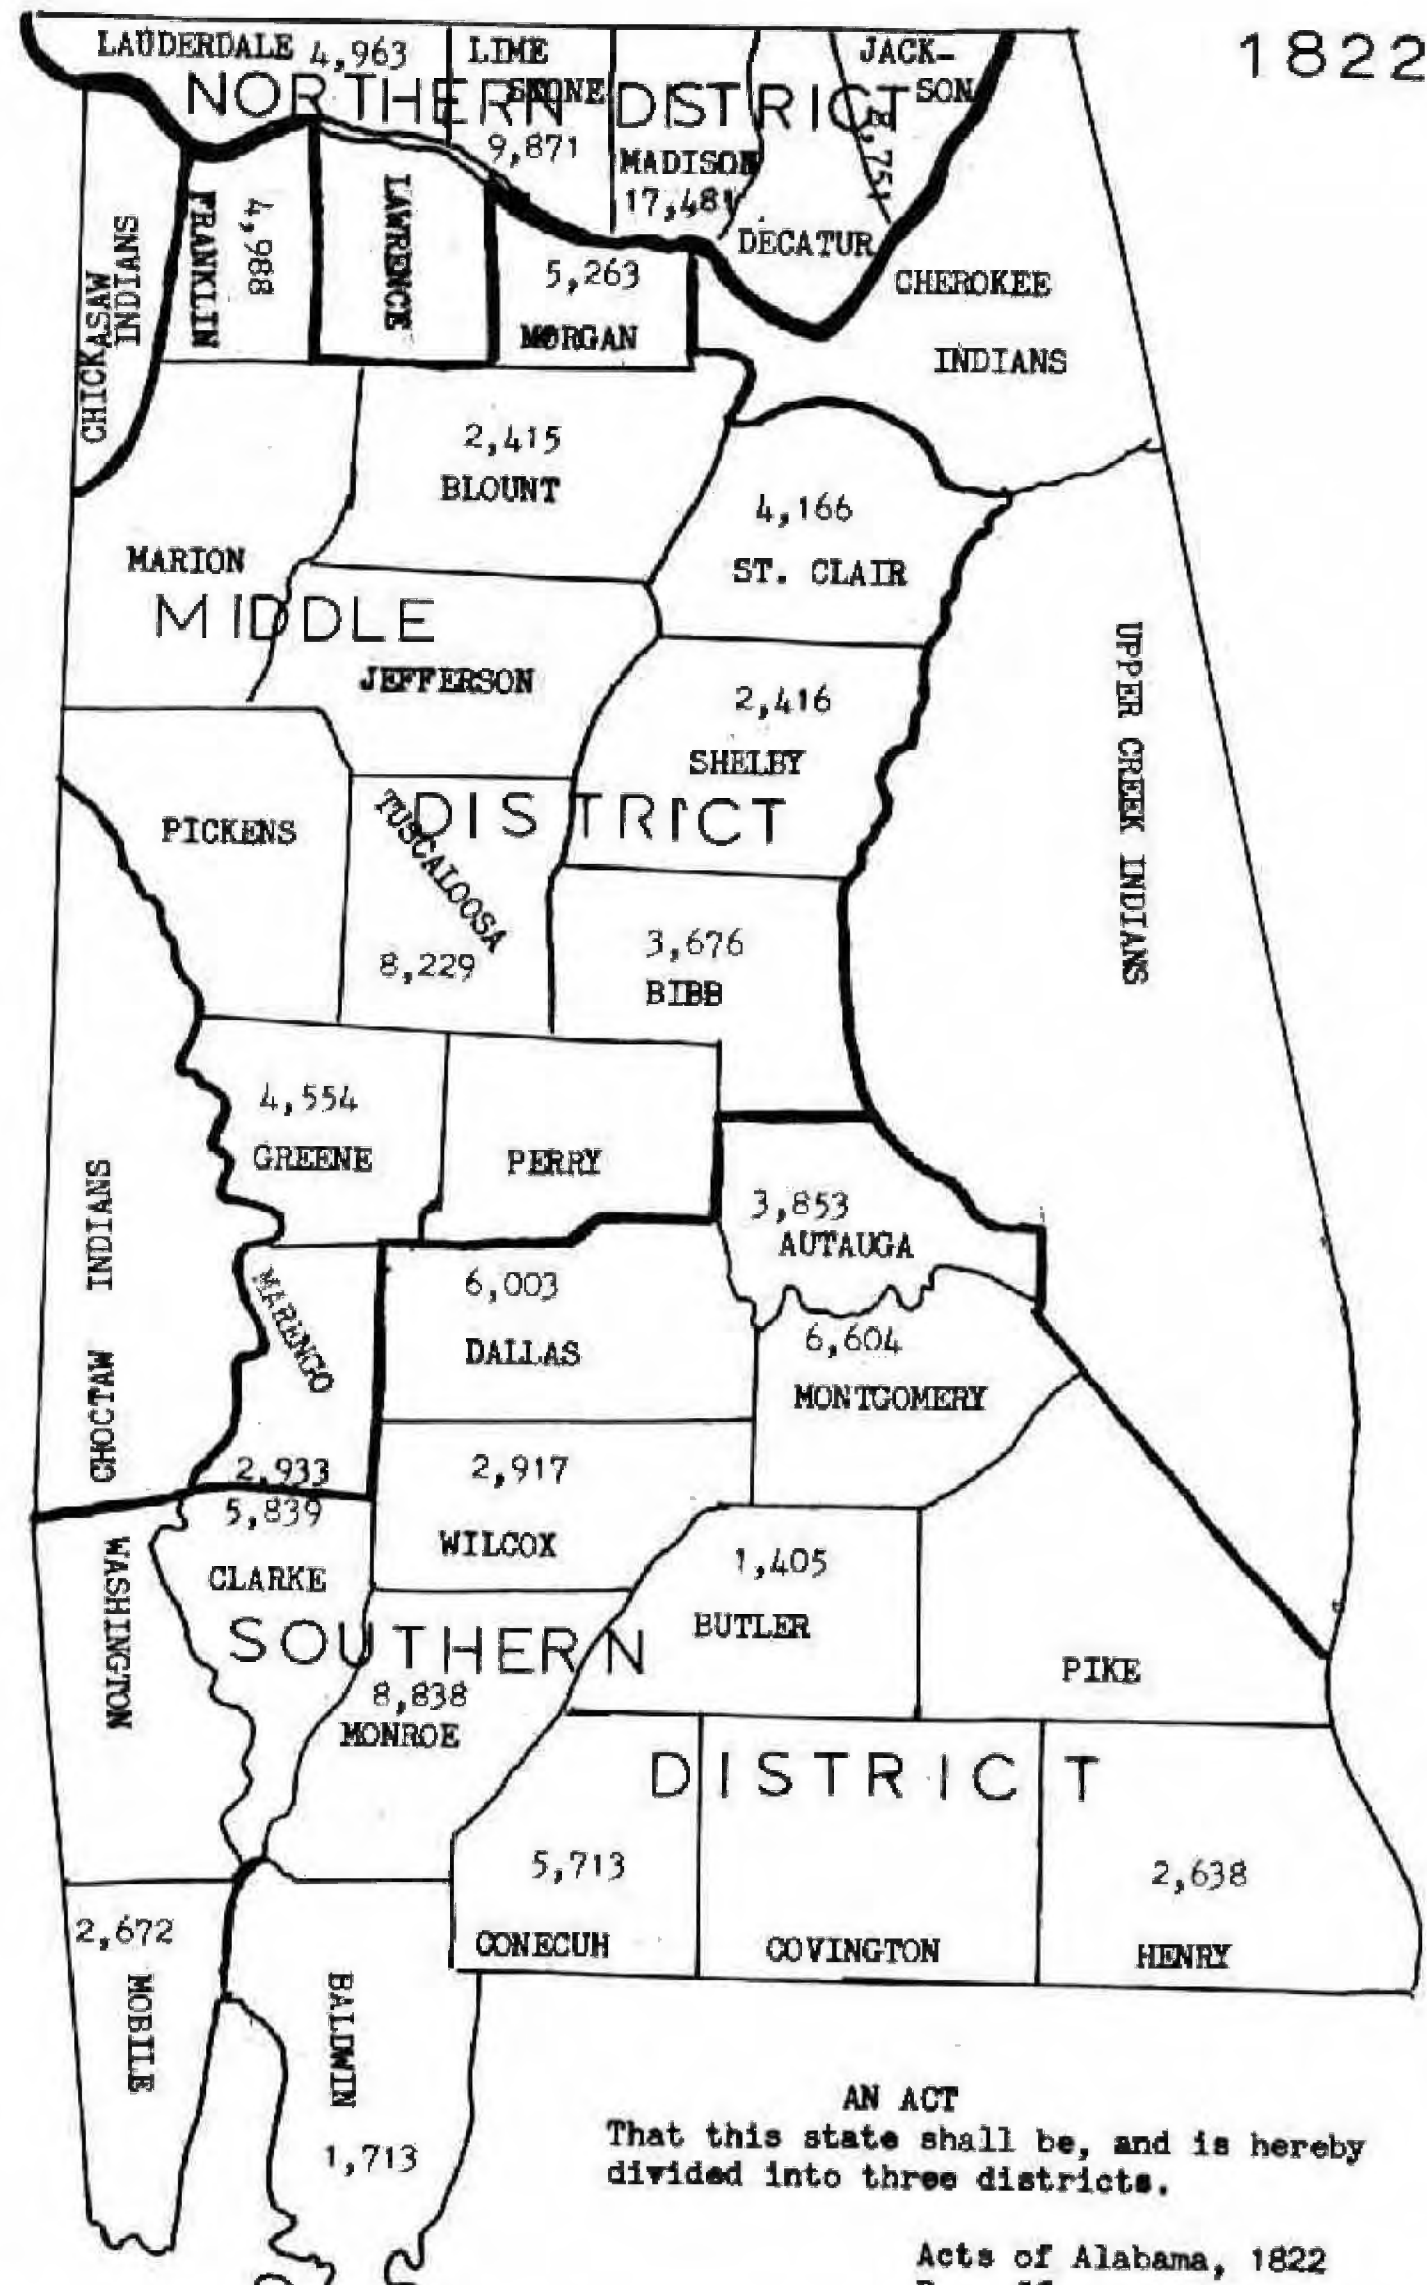 1822
LAUDERDALE 4,963
LIME
STONE
9,871
JACK-
SON
NORTHERN DISTRICT
MADISON
17,481
DECATUR
CHICKASAW
INDIANS
FRANKLIN
4,988
LAWRENCE
5,263
MORGAN
CHEROKEE
INDIANS
2,415
BLOUNT
4,166
ST. CLAIR
MARION
MIDDLE
JEFFERSON
2,416
SHELBY
DISTRICT
UPPER CREEK INDIANS
PICKENS
TUSCALOOSA
8,229
3,676
BIBB
4,554
GREENE
PERRY
3,853
AUTAUGA
CHOCTAW INDIANS
MARENGO
2,933
6,003
DALLAS
6,604
MONTGOMERY
5,839
CLARKE
2,917
WILCOX
1,405
BUTLER
WASHINGTON
SOUTHERN
8,838
MONROE
PIKE
DISTRICT
5,713
CONECUH
COVINGTON
2,638
HENRY
2,672
MOBILE
BALDWIN
1,713
AN ACT
That this state shall be, and is hereby
divided into three districts.
Acts of Alabama, 1822